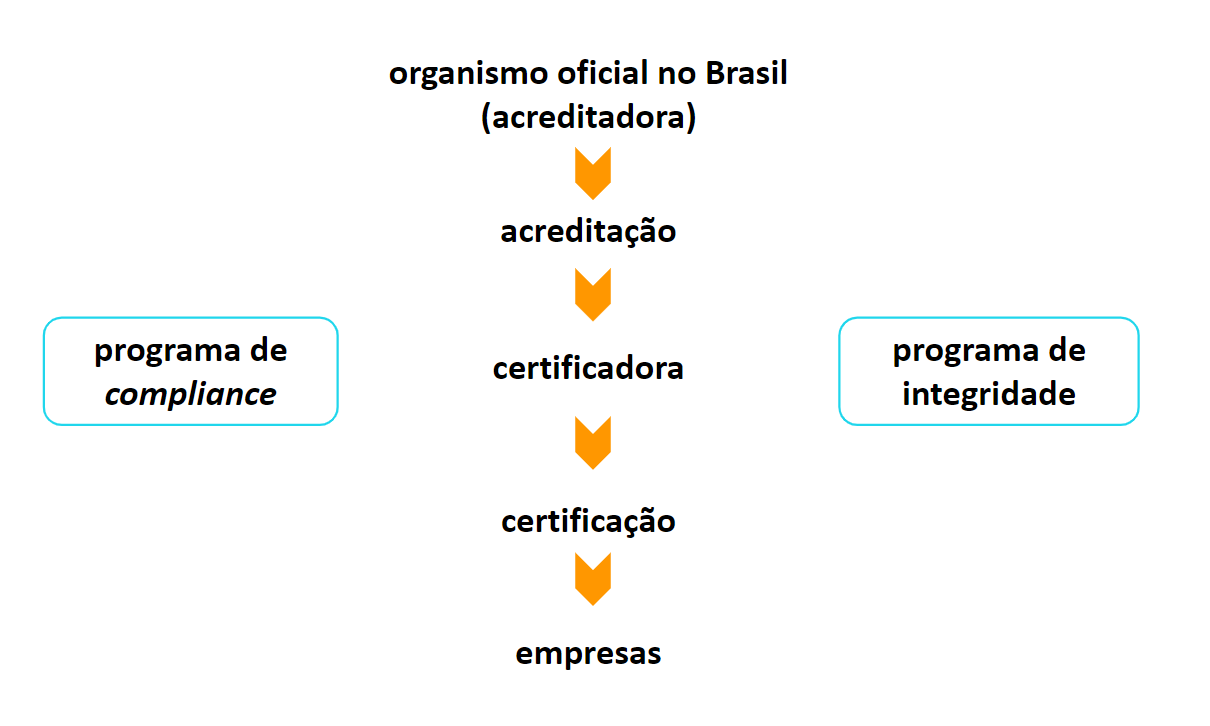 organismo oficial no Brasil
(acreditadora)
acreditação
programa de
compliance
certificadora
programa de
integridade
certificação
empresas